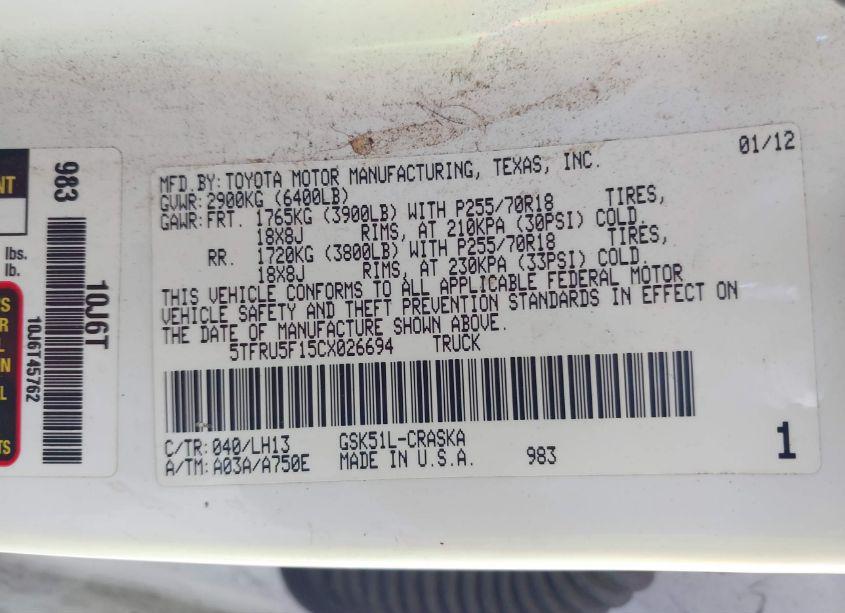 01/12
MFD.BY: TOYOTA MOTOR MANUFACTURING, TEXAS, INC.
GVWR: 2900KG (6400LB)
GAWR: FRT. 1765KG (3900LB) WITH P255/70R18 TIRES,
18X8J RIMS, AT 210KPA (30PSI) COLD.
RR. 1720KG (3800LB) WITH P255/70R18 TIRES,
18X8J RIMS, AT 230KPA (33PSI) COLD.
THIS VEHICLE CONFORMS TO ALL APPLICABLE FEDERAL MOTOR
VEHICLE SAFETY AND THEFT PREVENTION STANDARDS IN EFFECT ON
THE DATE OF MANUFACTURE SHOWN ABOVE.
5TFRU5F15CX026694 TRUCK
C/TR: 040/LH13 GSK51L-CRASKA
A/TM: A03A/A750E MADE IN U.S.A. 983
1
983
10J6T
10J6T45762
lbs.
lb.